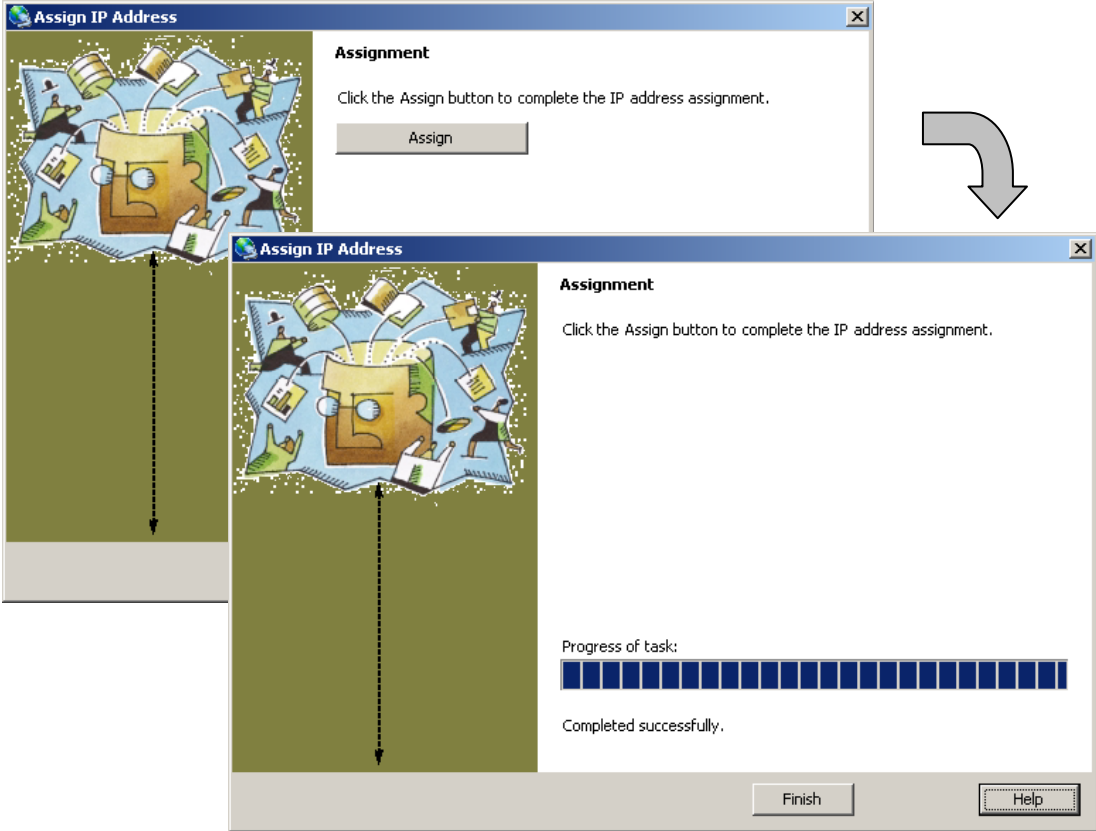 Assign IP Address
Assignment
Click the Assign button to complete the IP address assignment.
Assign
Assign IP Address
Assignment
Click the Assign button to complete the IP address assignment.
Progress of task:
Completed successfully.
Finish
Help